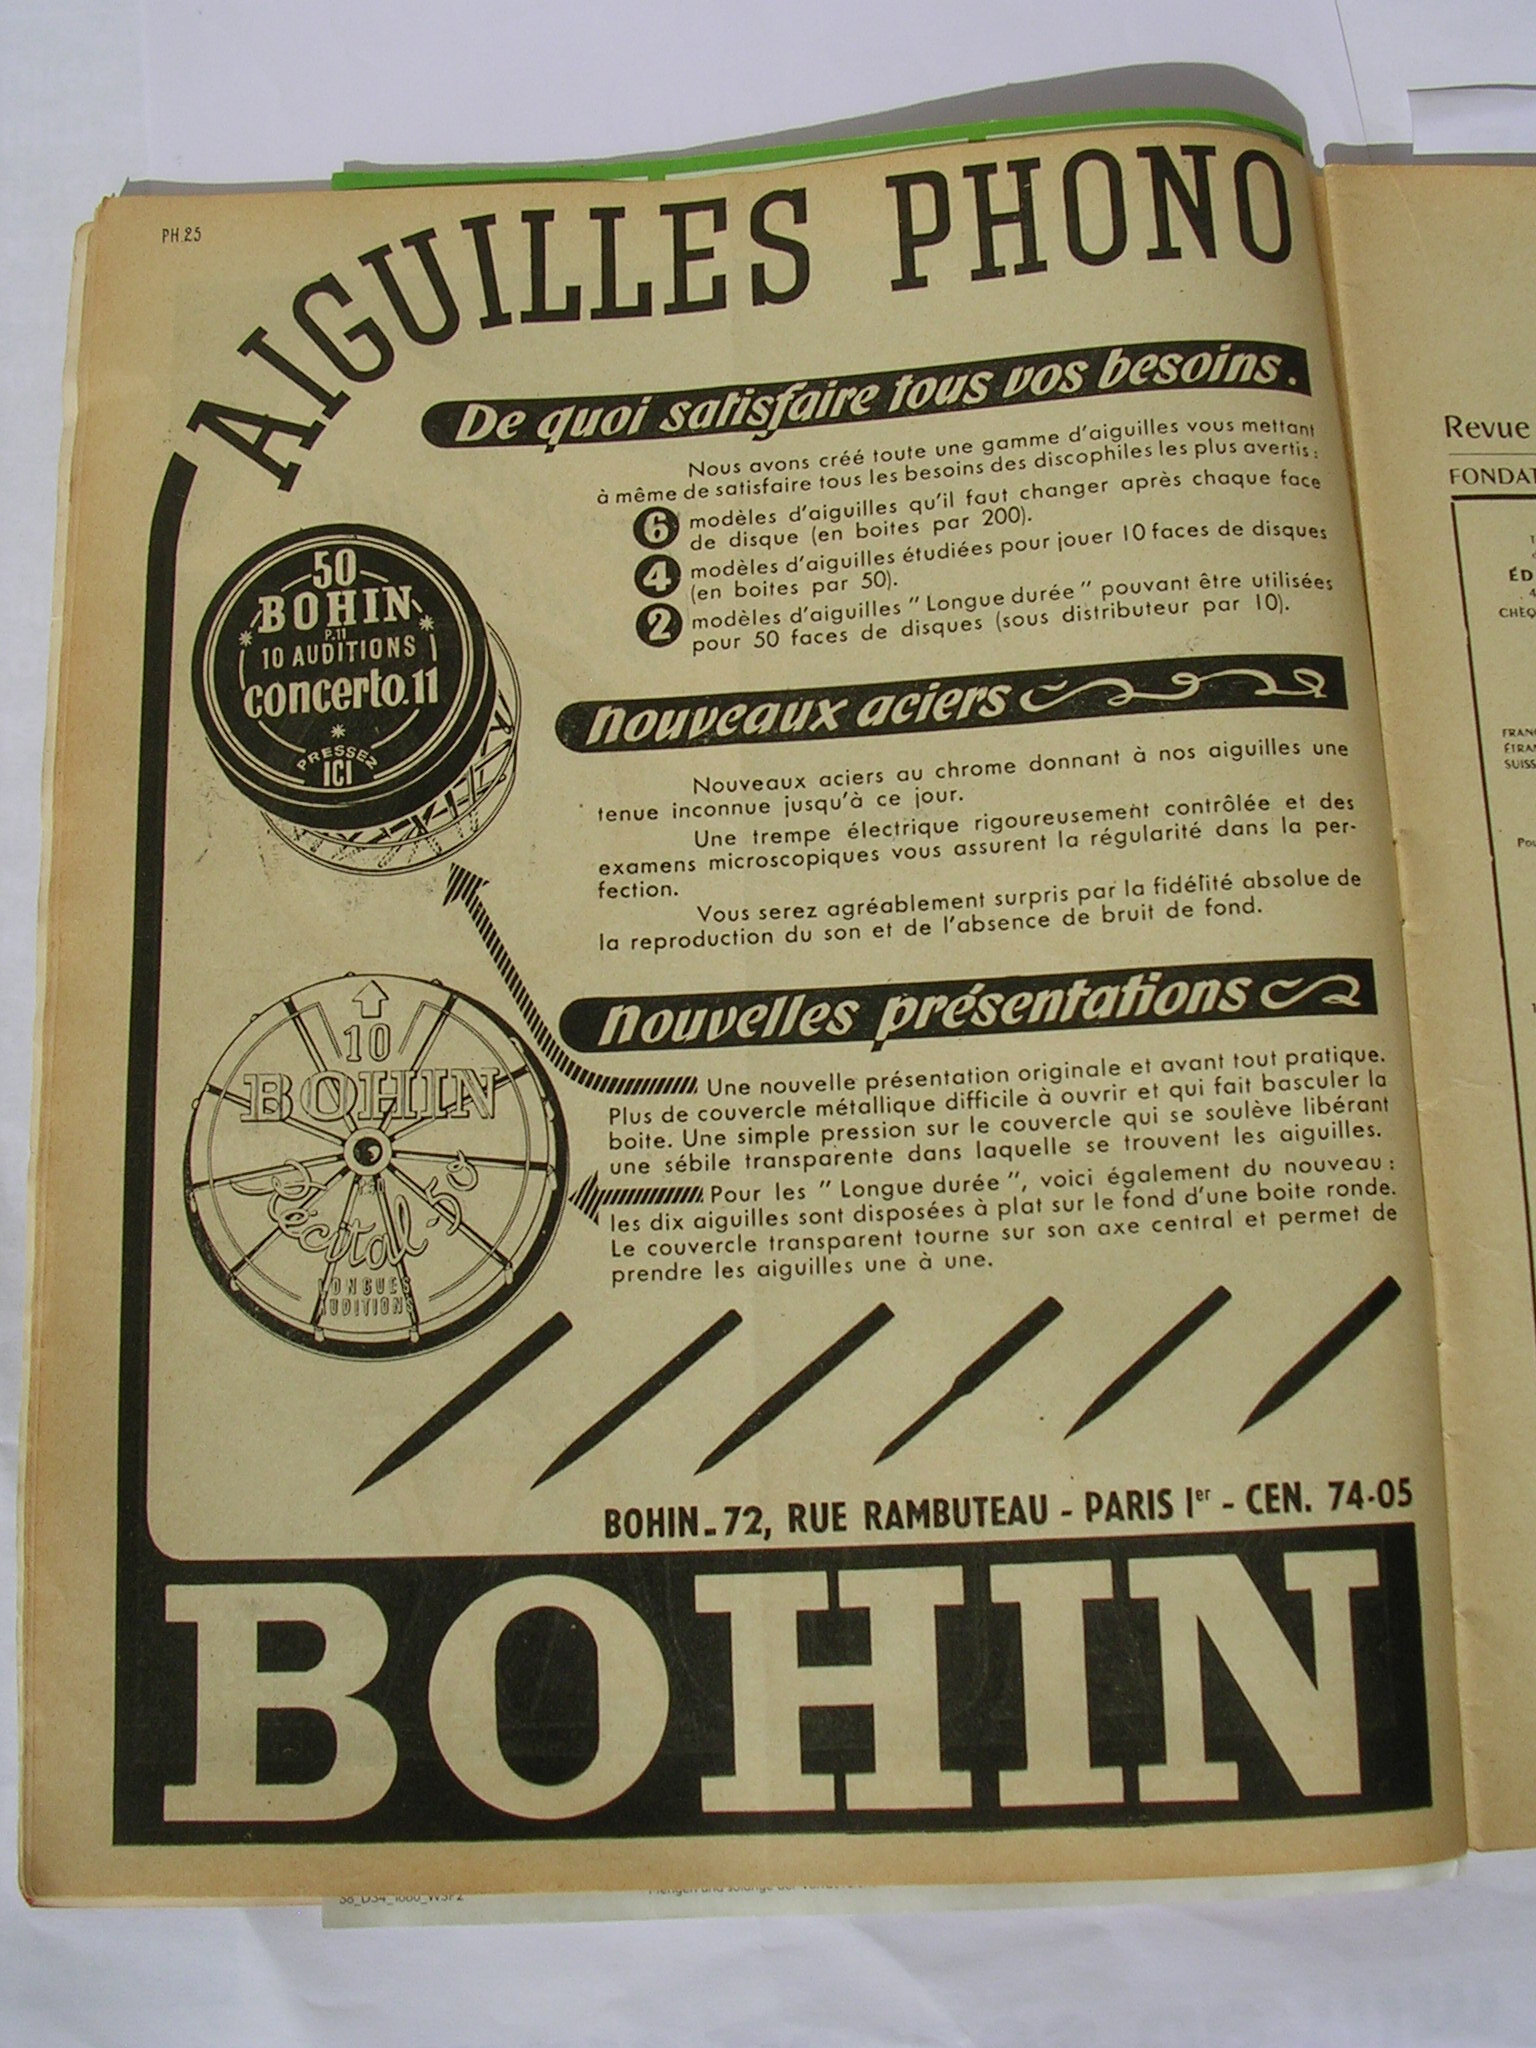 PH.25
AIGUILLES PHONO
De quoi satisfaire tous vos besoins.
Nous avons créé toute une gamme d'aiguilles vous mettant
à même de satisfaire tous les besoins des discophiles les plus avertis :
6 modèles d'aiguilles qu'il faut changer après chaque face
de disque (en boites par 200).
4 modèles d'aiguilles étudiées pour jouer 10 faces de disques
(en boites par 50).
2 modèles d'aiguilles " Longue durée " pouvant être utilisées
pour 50 faces de disques (sous distributeur par 10).
50
BOHIN
P.11
10 AUDITIONS
concerto.11
PRESSEZ
ICI
Nouveaux aciers
Nouveaux aciers au chrome donnant à nos aiguilles une
tenue inconnue jusqu'à ce jour.
Une trempe électrique rigoureusement contrôlée et des
examens microscopiques vous assurent la régularité dans la per-
fection.
Vous serez agréablement surpris par la fidélité absolue de
la reproduction du son et de l'absence de bruit de fond.
Nouvelles présentations
Une nouvelle présentation originale et avant tout pratique.
Plus de couvercle métallique difficile à ouvrir et qui fait basculer la
boite. Une simple pression sur le couvercle qui se soulève libérant
une sébile transparente dans laquelle se trouvent les aiguilles.
Pour les " Longue durée ", voici également du nouveau :
les dix aiguilles sont disposées à plat sur le fond d'une boite ronde.
Le couvercle transparent tourne sur son axe central et permet de
prendre les aiguilles une à une.
10
BOHIN
Récital 53
LONGUES
AUDITIONS
BOHIN - 72, RUE RAMBUTEAU - PARIS Ier - CEN. 74-05
BOHIN
Revue
FONDAT
ÉD
CHÈQ
FRAN
ÉTRAN
SUISS
Pou